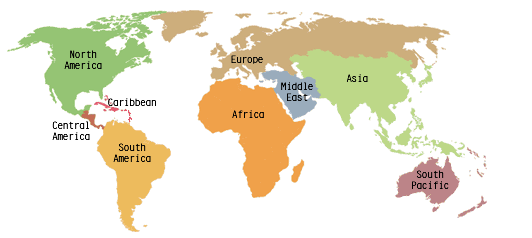 North
America
Europe
Asia
Middle
East
Caribbean
Africa
Central
America
South
America
South
Pacific